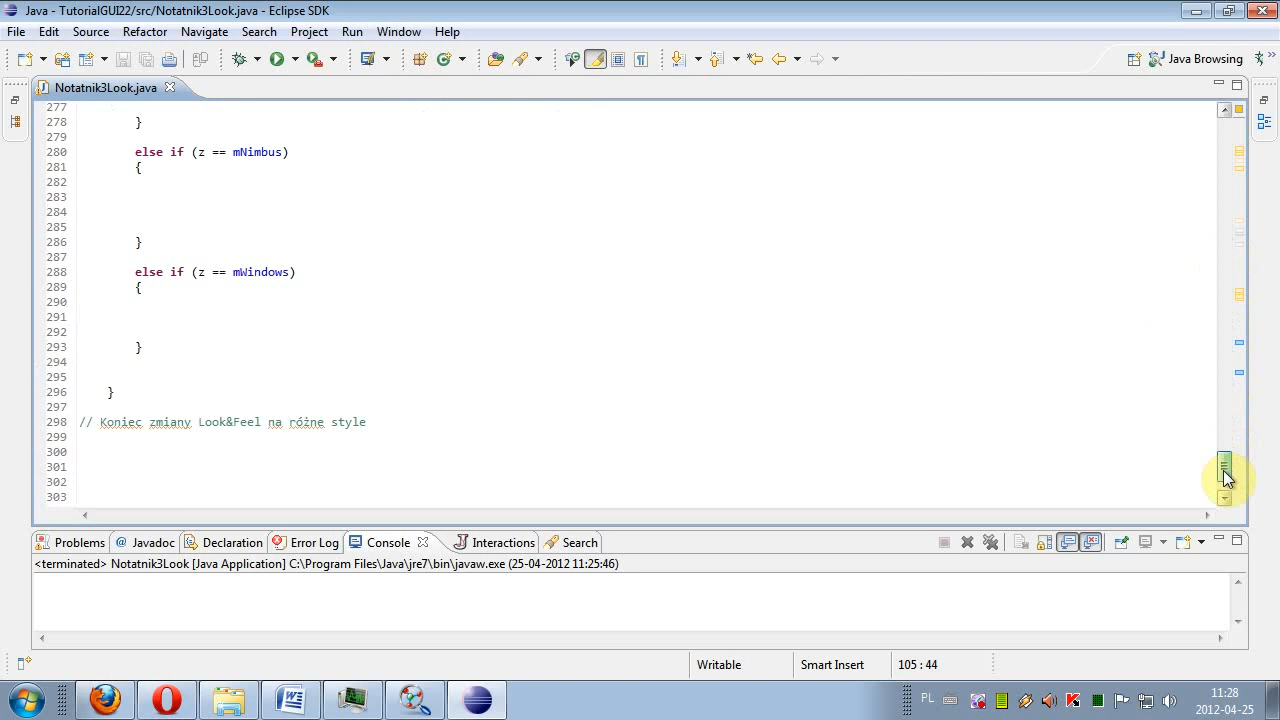 Java - TutorialGUI22/src/Notatnik3Look.java - Eclipse SDK
File Edit Source Refactor Navigate Search Project Run Window Help
Java Browsing
Notatnik3Look.java
277
278 }
279
280 else if (z == mNimbus)
281 {
282
283
284
285
286 }
287
288 else if (z == mWindows)
289 {
290
291
292
293 }
294
295
296 }
297
298 // Koniec zmiany Look&Feel na różne style
299
300
301
302
303
Problems @ Javadoc Declaration Error Log Console Interactions Search
<terminated> Notatnik3Look [Java Application] C:\Program Files\Java\jre7\bin\javaw.exe (25-04-2012 11:25:46)
Writable Smart Insert 105 : 44
PL 11:28
2012-04-25